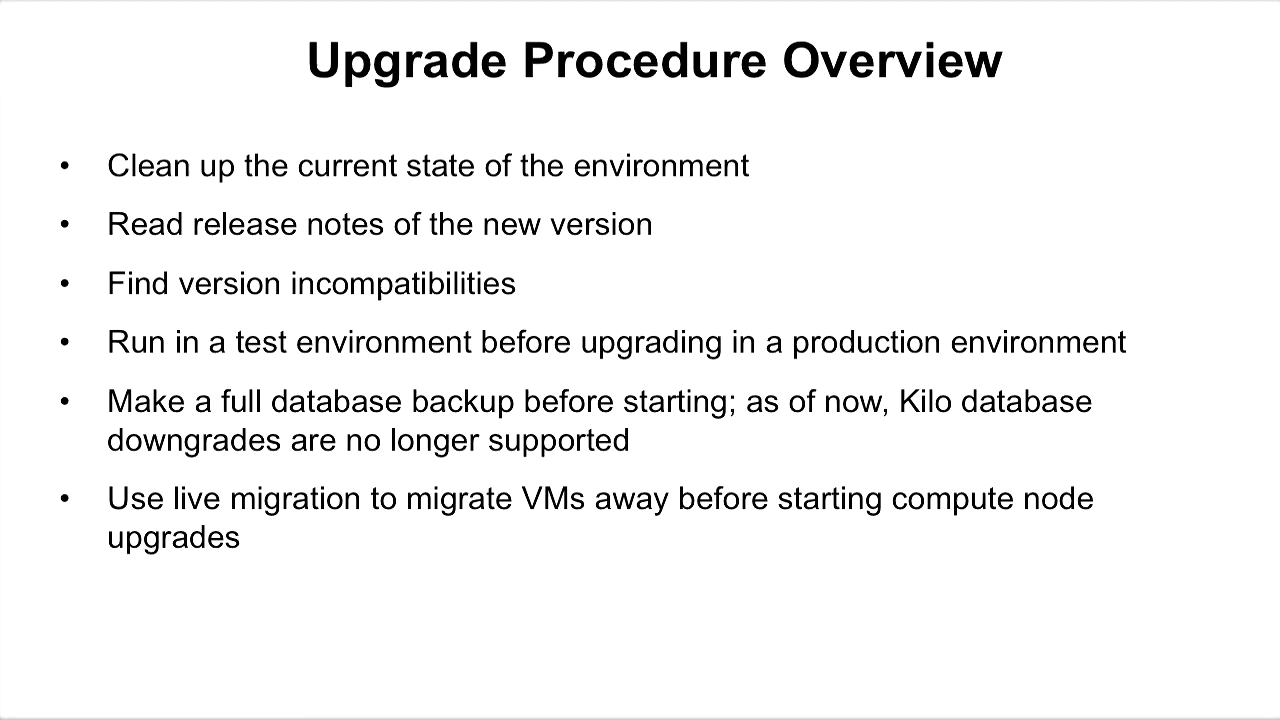 Upgrade Procedure Overview
• Clean up the current state of the environment
• Read release notes of the new version
• Find version incompatibilities
• Run in a test environment before upgrading in a production environment
• Make a full database backup before starting; as of now, Kilo database
downgrades are no longer supported
• Use live migration to migrate VMs away before starting compute node
upgrades